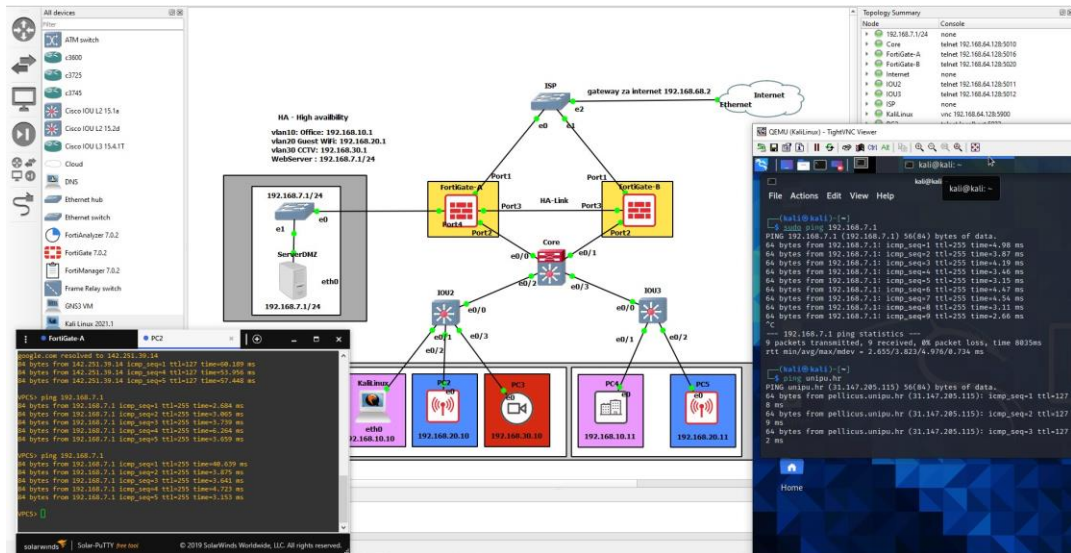 All devices
Filter
ATM switch
c3600
c3725
c3745
Cisco IOU L2 15.1a
Cisco IOU L2 15.2d
Cisco IOU L3 15.4.1T
Cloud
DNS
Ethernet hub
Ethernet switch
FortiAnalyzer 7.0.2
FortiGate 7.0.2
FortiManager 7.0.2
Frame Relay switch
GNS3 VM
Kali Linux 2021.1
HA - High availbility
vlan10: Office: 192.168.10.1
vlan20 Guest WiFi: 192.168.20.1
vlan30 CCTV: 192.168.30.1
WebServer : 192.168.7.1/24
ISP
e2
e0
e1
gateway za internet 192.168.68.2
Ethernet
Internet
192.168.7.1/24
e0
e1
ServerDMZ
eth0
192.168.7.1/24
Port1
FortiGate-A
Port3
Port4
Port2
HA-Link
Port1
FortiGate-B
Port3
Port2
Core
e0/0
e0/1
e0/2
e0/3
IOU2
e0/0
e0/1
e0/2
e0/3
IOU3
e0/0
e0/1
e0/2
KaliLinux
eth0
192.168.10.10
PC2
e0
192.168.20.10
PC3
e0
192.168.30.10
PC4
e0
192.168.10.11
PC5
e0
192.168.20.11
Topology Summary
Node Console
192.168.7.1/24 none
Core telnet 192.168.64.128:5010
FortiGate-A telnet 192.168.64.128:5016
FortiGate-B telnet 192.168.64.128:5020
Internet none
IOU2 telnet 192.168.64.128:5011
IOU3 telnet 192.168.64.128:5012
ISP none
KaliLinux vnc 192.168.64.128:5900
QEMU (KaliLinux) - TightVNC Viewer
kali@kali: ~
kali@kali
kali@kali: ~
File Actions Edit View Help
(kali㉿kali)-[~]
$ sudo ping 192.168.7.1
PING 192.168.7.1 (192.168.7.1) 56(84) bytes of data.
64 bytes from 192.168.7.1: icmp_seq=1 ttl=255 time=4.98 ms
64 bytes from 192.168.7.1: icmp_seq=2 ttl=255 time=3.87 ms
64 bytes from 192.168.7.1: icmp_seq=3 ttl=255 time=4.19 ms
64 bytes from 192.168.7.1: icmp_seq=4 ttl=255 time=3.46 ms
64 bytes from 192.168.7.1: icmp_seq=5 ttl=255 time=3.15 ms
64 bytes from 192.168.7.1: icmp_seq=6 ttl=255 time=4.47 ms
64 bytes from 192.168.7.1: icmp_seq=7 ttl=255 time=4.54 ms
64 bytes from 192.168.7.1: icmp_seq=8 ttl=255 time=3.11 ms
64 bytes from 192.168.7.1: icmp_seq=9 ttl=255 time=2.66 ms
^C
--- 192.168.7.1 ping statistics ---
9 packets transmitted, 9 received, 0% packet loss, time 8035ms
rtt min/avg/max/mdev = 2.655/3.823/4.976/0.734 ms
(kali㉿kali)-[~]
$ ping unipu.hr
PING unipu.hr (31.147.205.115) 56(84) bytes of data.
64 bytes from pellicus.unipu.hr (31.147.205.115): icmp_seq=1 ttl=127
8 ms
64 bytes from pellicus.unipu.hr (31.147.205.115): icmp_seq=2 ttl=127
9 ms
64 bytes from pellicus.unipu.hr (31.147.205.115): icmp_seq=3 ttl=127
2 ms
Home
FortiGate-A
PC2
google.com resolved to 142.251.39.14
84 bytes from 142.251.39.14 icmp_seq=1 ttl=127 time=60.189 ms
84 bytes from 142.251.39.14 icmp_seq=4 ttl=127 time=53.956 ms
84 bytes from 142.251.39.14 icmp_seq=5 ttl=127 time=57.448 ms
VPCS> ping 192.168.7.1
84 bytes from 192.168.7.1 icmp_seq=1 ttl=255 time=2.684 ms
84 bytes from 192.168.7.1 icmp_seq=2 ttl=255 time=3.065 ms
84 bytes from 192.168.7.1 icmp_seq=3 ttl=255 time=3.739 ms
84 bytes from 192.168.7.1 icmp_seq=4 ttl=255 time=6.264 ms
84 bytes from 192.168.7.1 icmp_seq=5 ttl=255 time=3.659 ms
VPCS> ping 192.168.7.1
84 bytes from 192.168.7.1 icmp_seq=1 ttl=255 time=40.639 ms
84 bytes from 192.168.7.1 icmp_seq=2 ttl=255 time=3.875 ms
84 bytes from 192.168.7.1 icmp_seq=3 ttl=255 time=3.641 ms
84 bytes from 192.168.7.1 icmp_seq=4 ttl=255 time=4.723 ms
84 bytes from 192.168.7.1 icmp_seq=5 ttl=255 time=3.153 ms
VPCS>
solarwinds Solar-PuTTY free tool © 2019 SolarWinds Worldwide, LLC. All rights reserved.